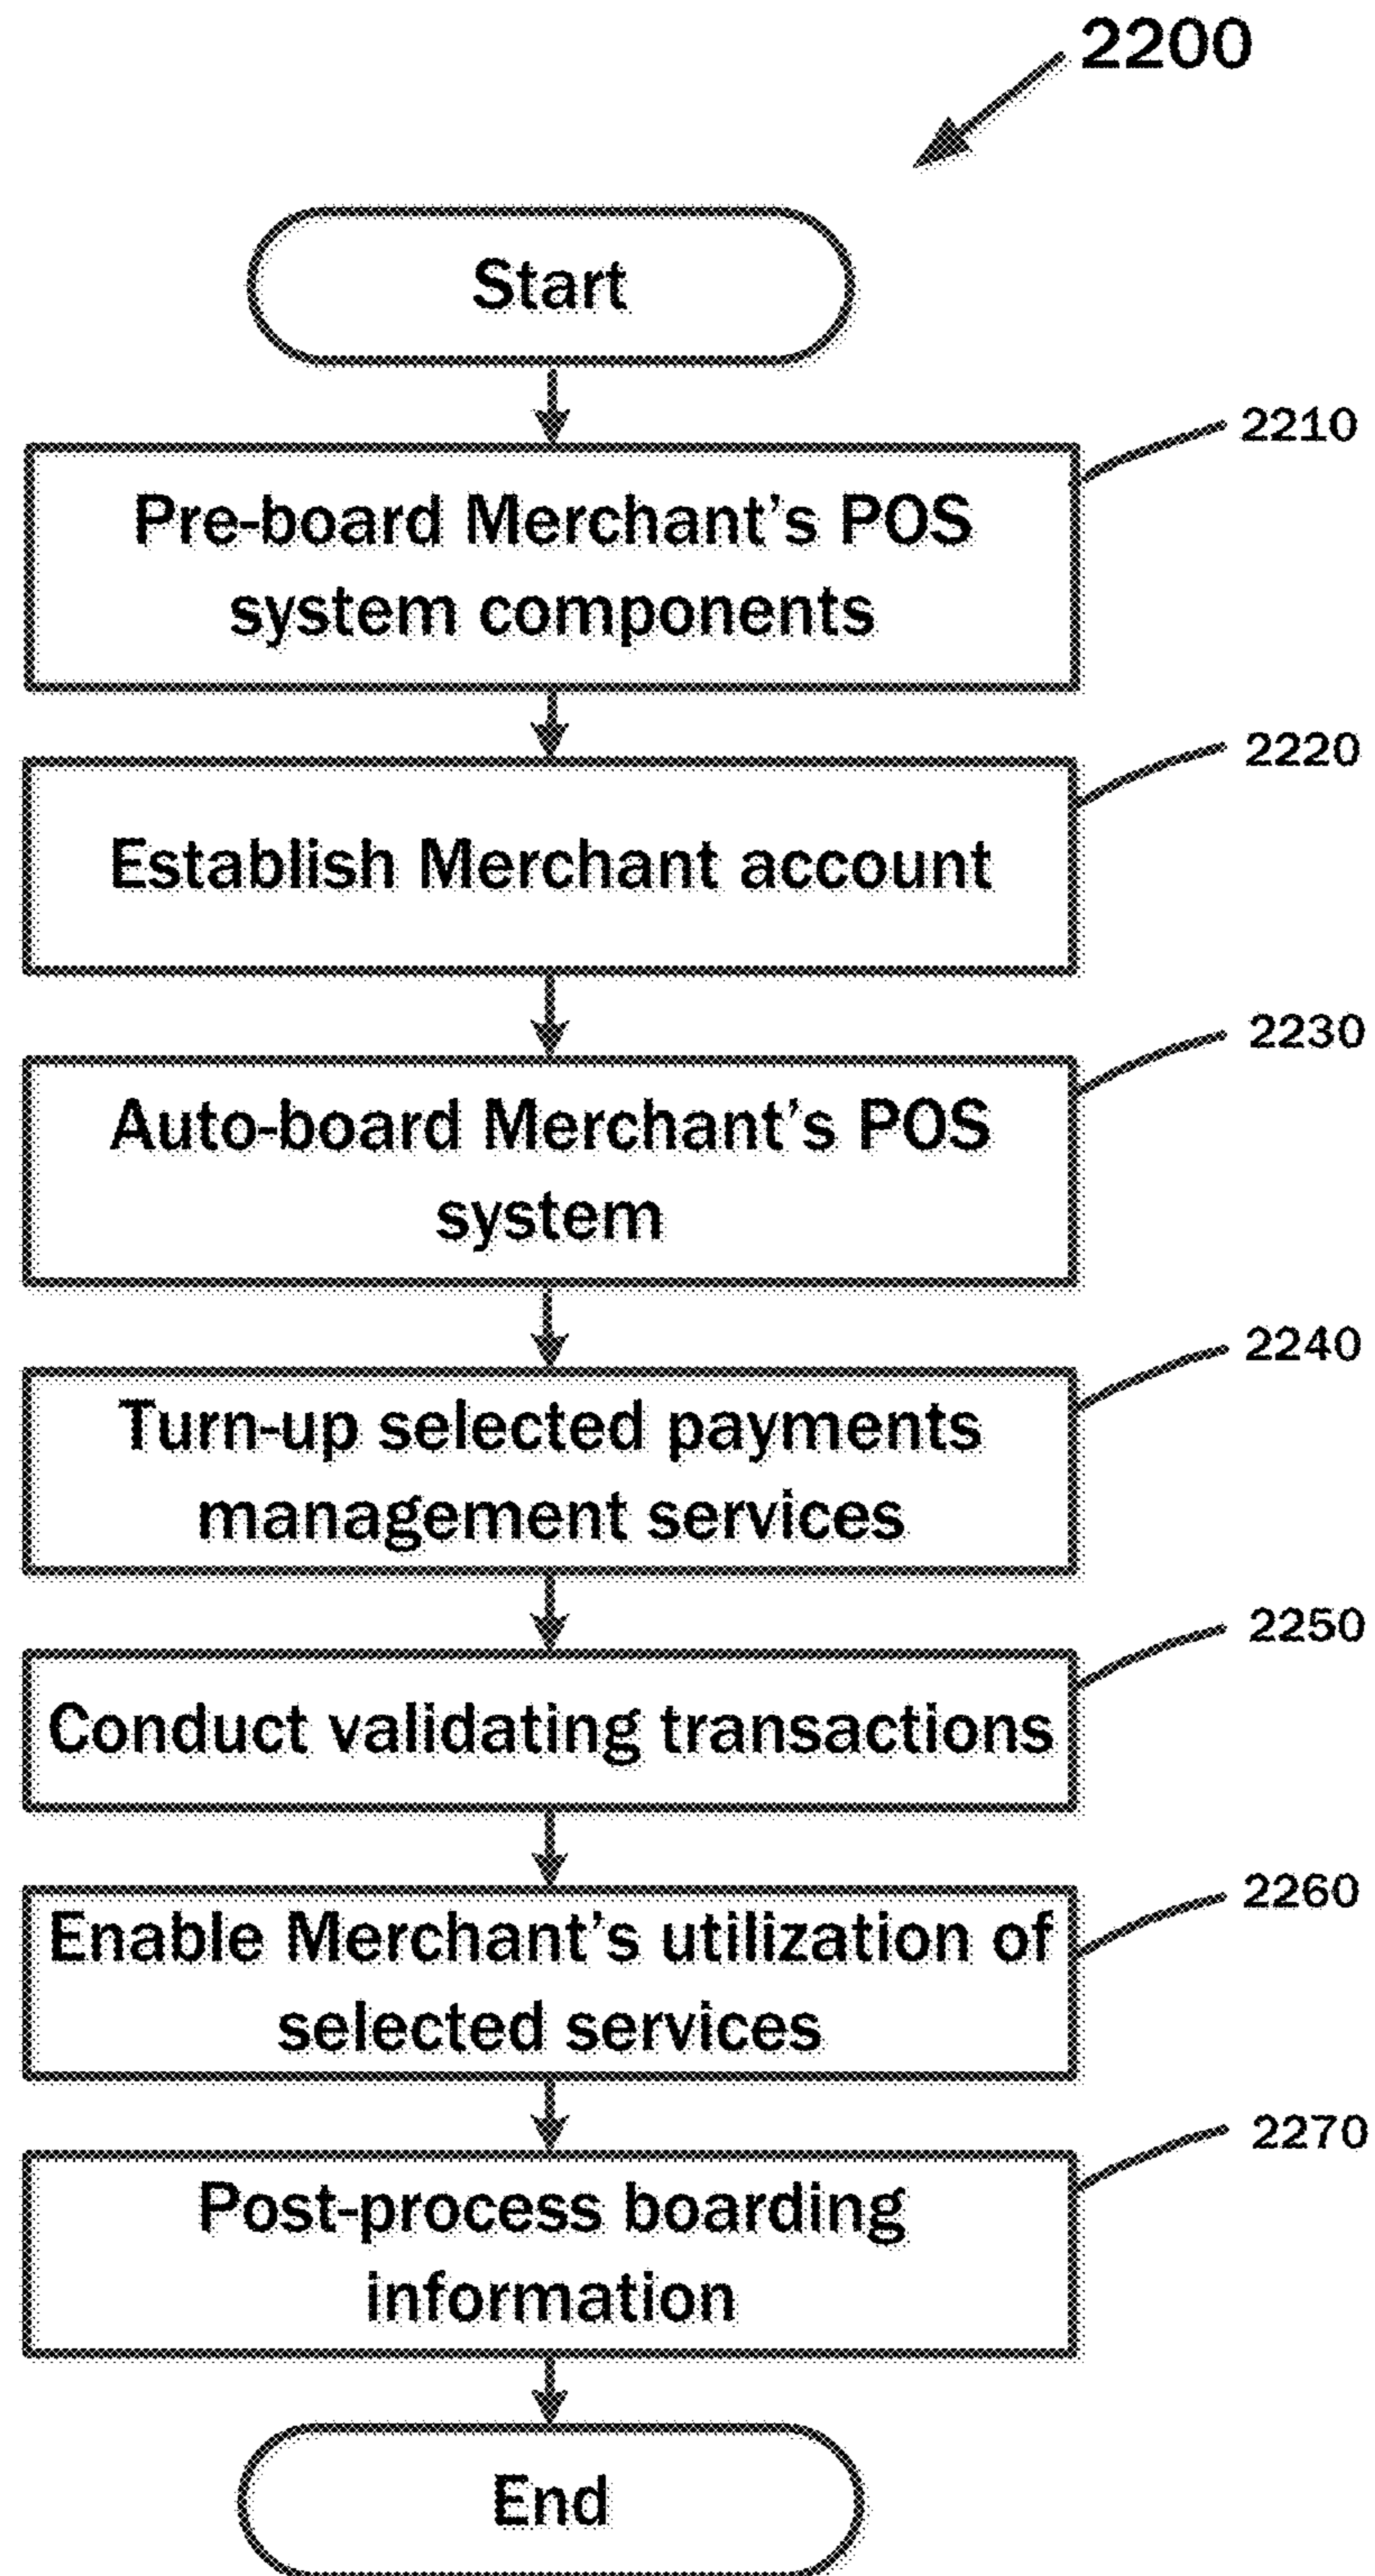 2200
Start
2210
Pre-board Merchant’s POS
system components
2220
Establish Merchant account
2230
Auto-board Merchant’s POS
system
2240
Turn-up selected payments
management services
2250
Conduct validating transactions
2260
Enable Merchant’s utilization of
selected services
2270
Post-process boarding
information
End